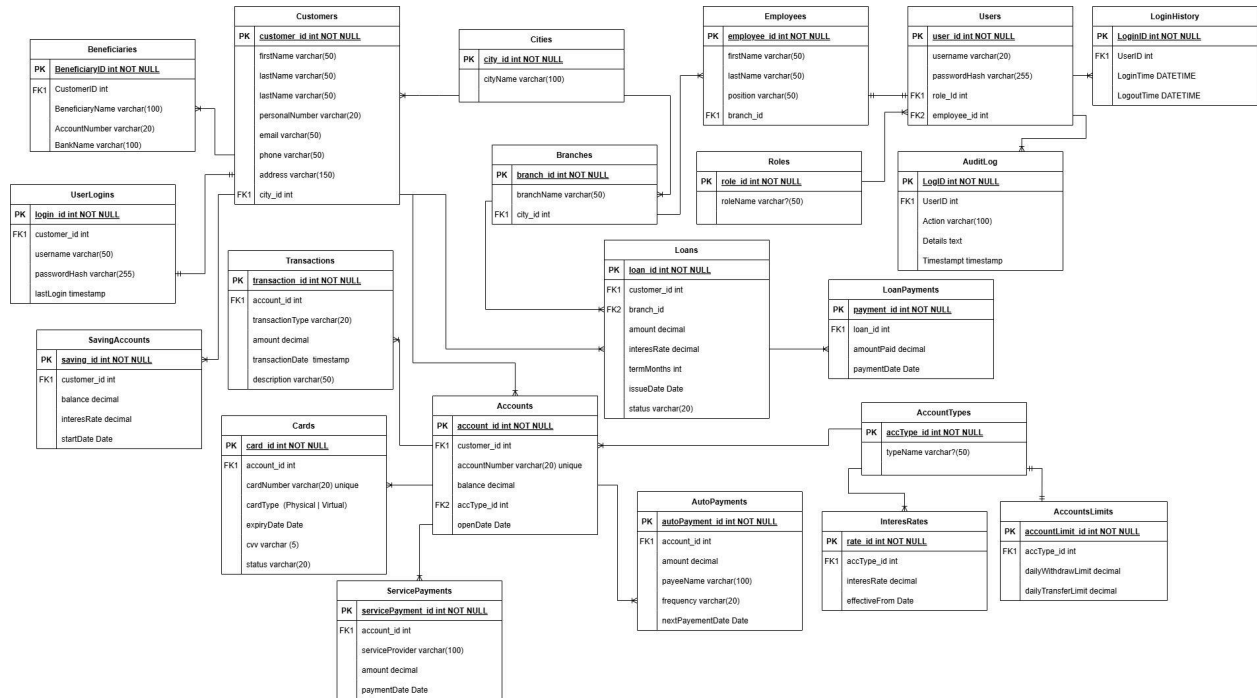 Customers
PK customer_id int NOT NULL
firstName varchar(50)
lastName varchar(50)
lastName varchar(50)
personalNumber varchar(20)
email varchar(50)
phone varchar(50)
address varchar(150)
FK1 city_id int
Beneficiaries
PK BeneficiaryID int NOT NULL
FK1 CustomerID int
BeneficiaryName varchar(100)
AccountNumber varchar(20)
BankName varchar(100)
Cities
PK city_id int NOT NULL
cityName varchar(100)
Employees
PK employee_id int NOT NULL
firstName varchar(50)
lastName varchar(50)
position varchar(50)
FK1 branch_id
Users
PK user_id int NOT NULL
username varchar(20)
passwordHash varchar(255)
FK1 role_Id int
FK2 employee_id int
LoginHistory
PK LoginID int NOT NULL
FK1 UserID int
LoginTime DATETIME
LogoutTime DATETIME
UserLogins
PK login_id int NOT NULL
FK1 customer_id int
username varchar(50)
passwordHash varchar(255)
lastLogin timestamp
Branches
PK branch_id int NOT NULL
branchName varchar(50)
FK1 city_id int
Roles
PK role_id int NOT NULL
roleName varchar?(50)
AuditLog
PK LogID int NOT NULL
FK1 UserID int
Action varchar(100)
Details text
Timestampt timestamp
Transactions
PK transaction_id int NOT NULL
FK1 account_id int
transactionType varchar(20)
amount decimal
transactionDate timestamp
description varchar(50)
Loans
PK loan_id int NOT NULL
FK1 customer_id int
FK2 branch_id
amount decimal
interesRate decimal
termMonths int
issueDate Date
status varchar(20)
LoanPayments
PK payment_id int NOT NULL
FK1 loan_id int
amountPaid decimal
paymentDate Date
SavingAccounts
PK saving_id int NOT NULL
FK1 customer_id int
balance decimal
interesRate decimal
startDate Date
Cards
PK card_id int NOT NULL
FK1 account_id int
cardNumber varchar(20) unique
cardType (Physical | Virtual)
expiryDate Date
cvv varchar (5)
status varchar(20)
Accounts
PK account_id int NOT NULL
FK1 customer_id int
accountNumber varchar(20) unique
balance decimal
FK2 accType_id int
openDate Date
AccountTypes
PK accType_id int NOT NULL
typeName varchar?(50)
AutoPayments
PK autoPayment_id int NOT NULL
FK1 account_id int
amount decimal
payeeName varchar(100)
frequency varchar(20)
nextPayementDate Date
InteresRates
PK rate_id int NOT NULL
FK1 accType_id int
interesRate decimal
effectiveFrom Date
AccountsLimits
PK accountLimit_id int NOT NULL
FK1 accType_id int
dailyWithdrawLimit decimal
dailyTransferLimit decimal
ServicePayments
PK servicePayment_id int NOT NULL
FK1 account_id int
serviceProvider varchar(100)
amount decimal
paymentDate Date